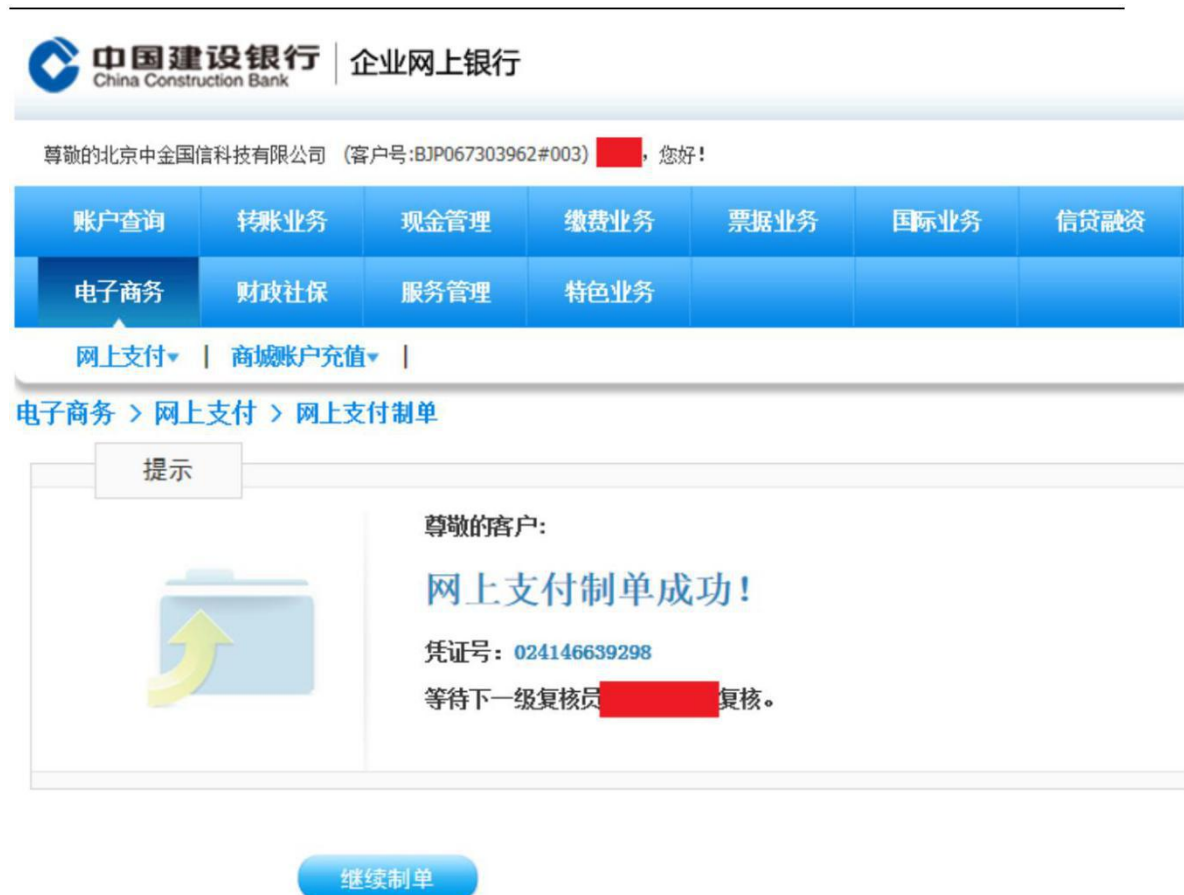 中国建设银行 企业网上银行
China Construction Bank
尊敬的北京中金国信科技有限公司 （客户号:BJP067303962#003） ，您好！
账户查询 转账业务 现金管理 缴费业务 票据业务 国际业务 信贷融资
电子商务 财政社保 服务管理 特色业务
网上支付 | 商城账户充值 |
电子商务 > 网上支付 > 网上支付制单
提示
尊敬的客户：
网上支付制单成功！
凭证号：024146639298
等待下一级复核员 复核。
继续制单